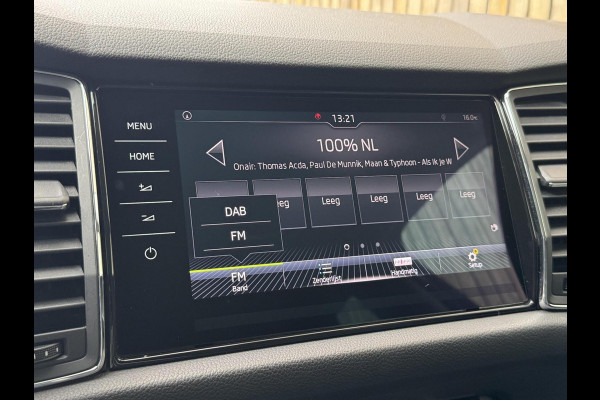 13:21
16.0°C
MENU
100% NL
HOME
Onair: Thomas Acda, Paul De Munnik, Maan & Typhoon - Als ik je W
Leeg Leeg Leeg Leeg Leeg
DAB
FM
FM Zenderlijst Handmatig Setup
Band